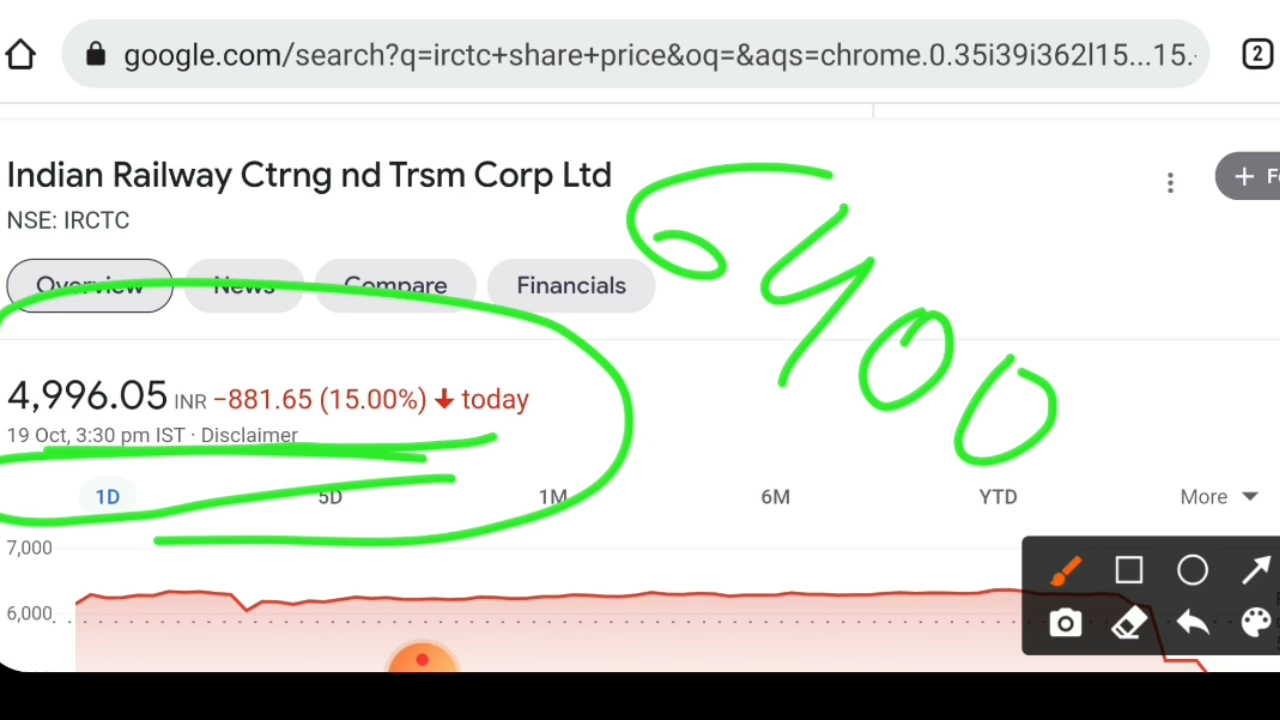 google.com/search?q=irctc+share+price&oq=&aqs=chrome.0.35i39i362l15...15.
2
Indian Railway Ctrng nd Trsm Corp Ltd
+ F
NSE: IRCTC
6400
Overview News Compare Financials
4,996.05 INR −881.65 (15.00%) ↓ today
19 Oct, 3:30 pm IST · Disclaimer
1D 5D 1M 6M YTD More
7,000
6,000